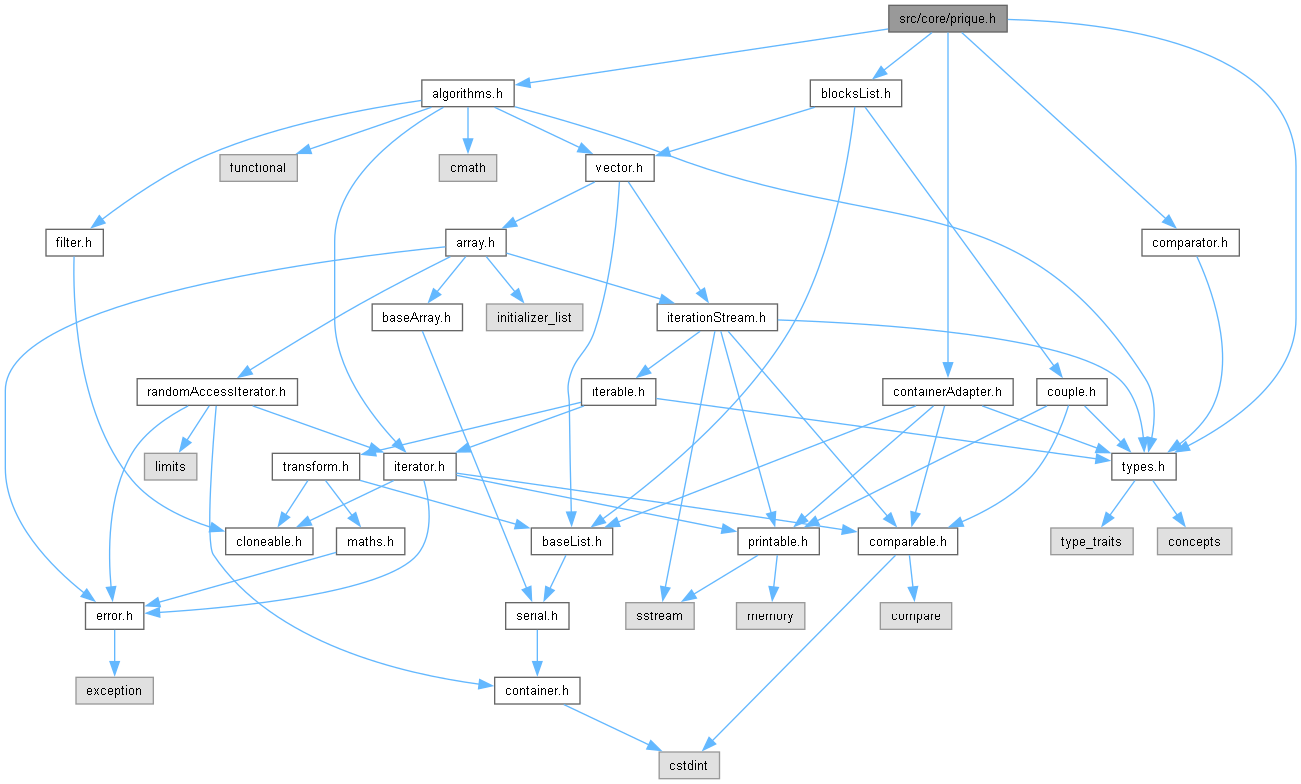 src/core/prique.h
algorithms.h
blocksList.h
functional
cmath
vector.h
filter.h
array.h
comparator.h
baseArray.h
initializer_list
iterationStream.h
randomAccessIterator.h
iterable.h
containerAdapter.h
couple.h
limits
transform.h
iterator.h
types.h
cloneable.h
maths.h
baseList.h
printable.h
comparable.h
type_traits
concepts
error.h
serial.h
sstream
memory
compare
exception
container.h
cstdint